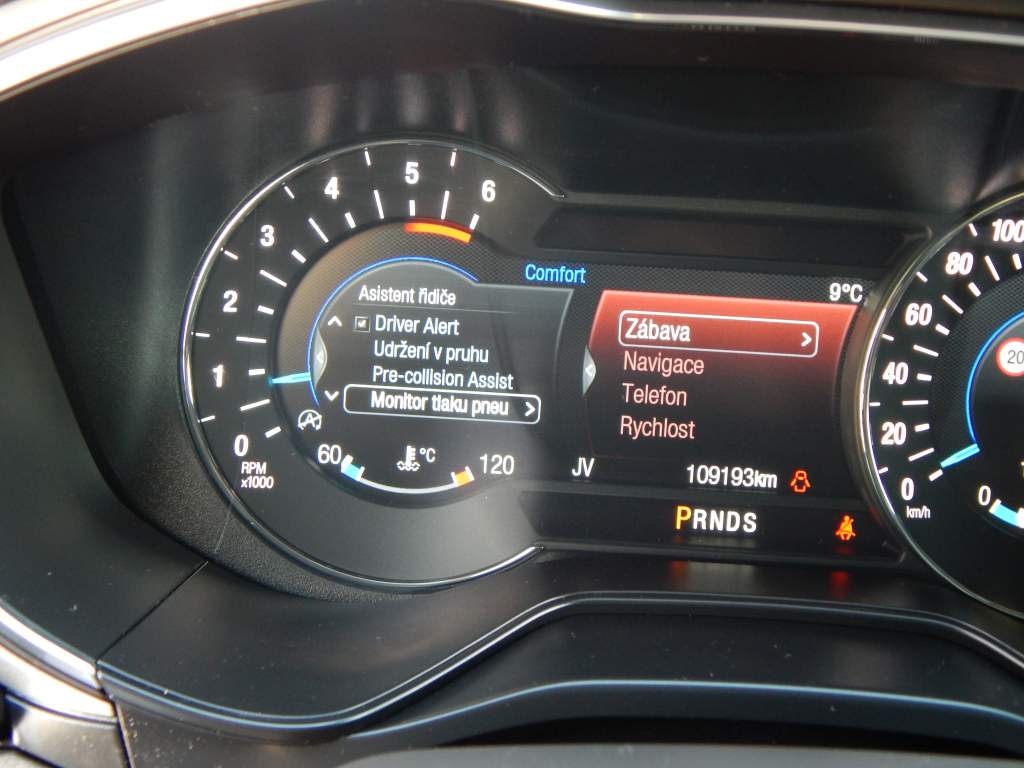 6
5
4
3
2
1
0
RPM
x1000
Comfort
Asistent řidiče
Driver Alert
Udržení v pruhu
Pre-collision Assist
Monitor tlaku pneu
A
60
°C
120
9°C
Zábava
Navigace
Telefon
Rychlost
JV
109193km
PRNDS
100
80
60
40
20
0
km/h
20
0